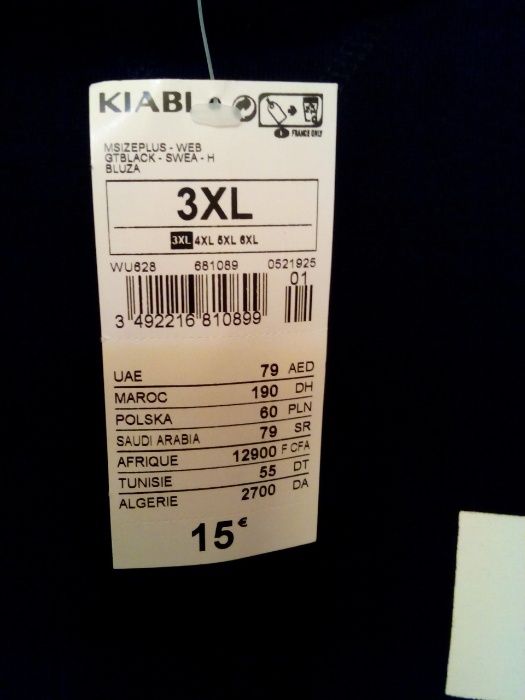 KIABI
FRANCE ONLY
MSIZEPLUS - WEB
GTBLACK - SWEA - H
BLUZA
3XL
3XL 4XL 5XL 6XL
WU628 681089 0521925
01
3 492216 810899
UAE 79 AED
MAROC 190 DH
POLSKA 60 PLN
SAUDI ARABIA 79 SR
AFRIQUE 12900 F CFA
TUNISIE 55 DT
ALGERIE 2700 DA
15€